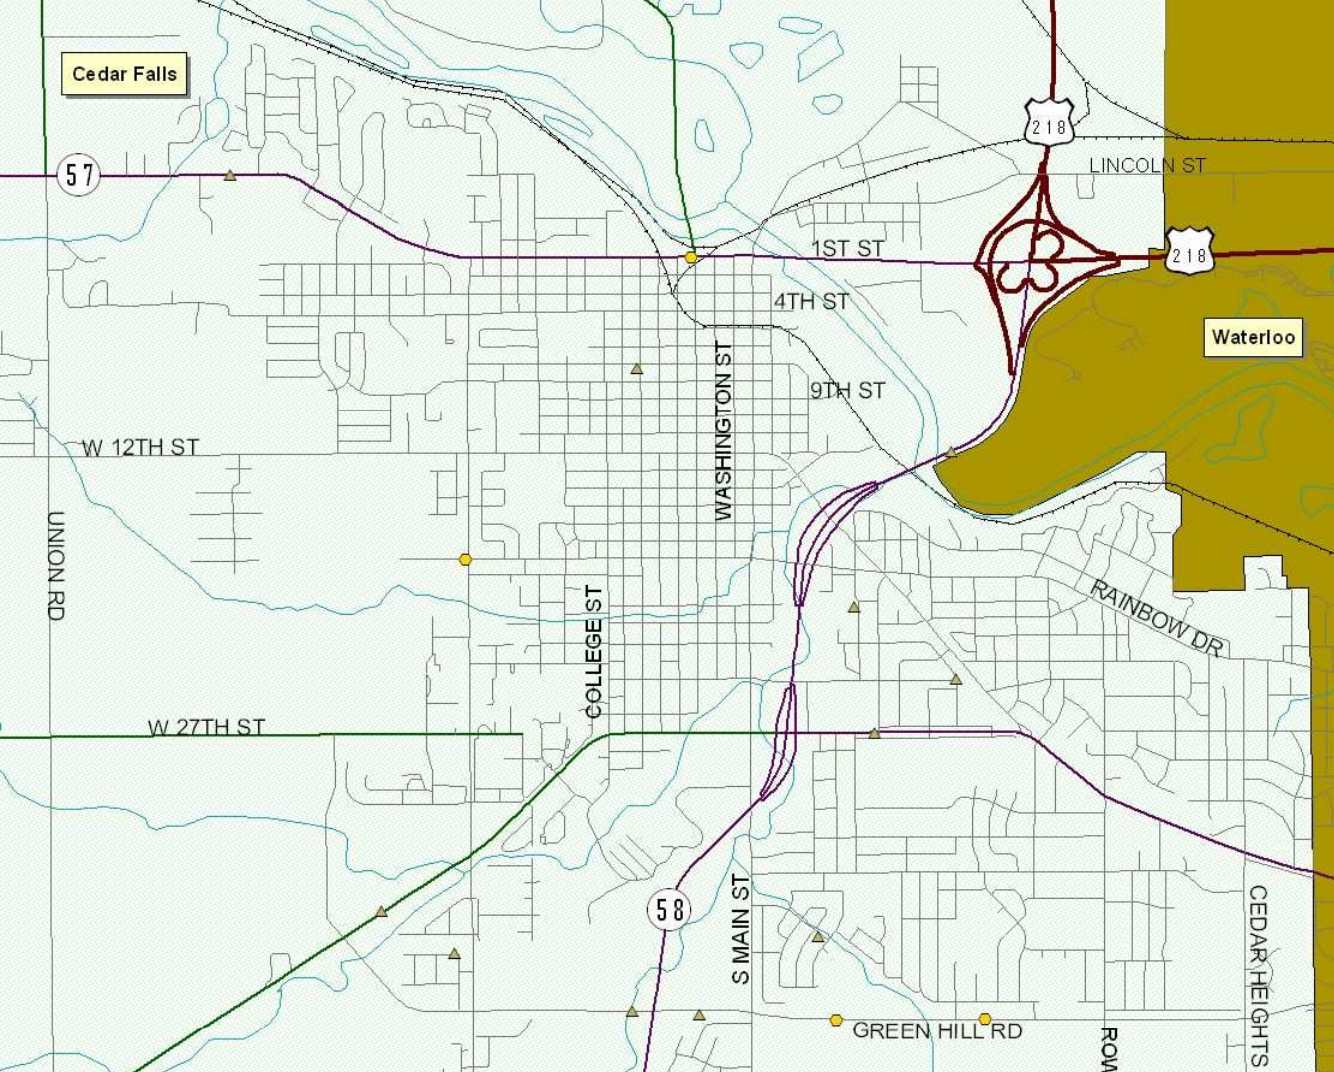 Cedar Falls
218
57
LINCOLN ST
1ST ST
218
4TH ST
Waterloo
WASHINGTON ST
9TH ST
W 12TH ST
UNION RD
COLLEGE ST
RAINBOW DR
W 27TH ST
58
S MAIN ST
CEDAR HEIGHTS
GREEN HILL RD
ROW